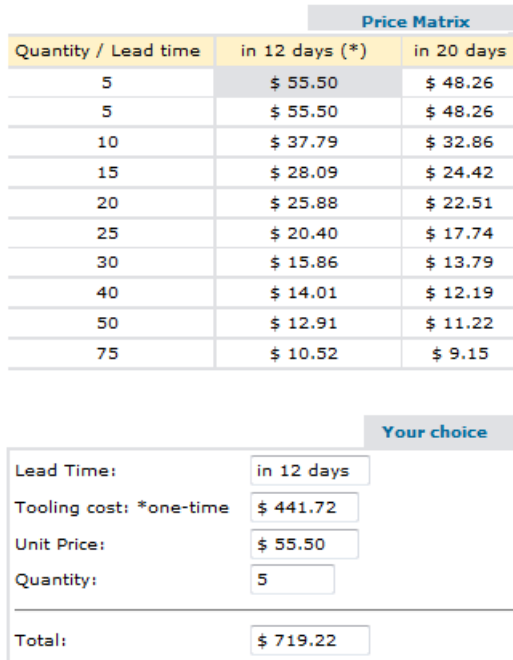 Price Matrix
Quantity / Lead time in 12 days (*) in 20 days
5 $ 55.50 $ 48.26
5 $ 55.50 $ 48.26
10 $ 37.79 $ 32.86
15 $ 28.09 $ 24.42
20 $ 25.88 $ 22.51
25 $ 20.40 $ 17.74
30 $ 15.86 $ 13.79
40 $ 14.01 $ 12.19
50 $ 12.91 $ 11.22
75 $ 10.52 $ 9.15
Your choice
Lead Time: in 12 days
Tooling cost: *one-time $ 441.72
Unit Price: $ 55.50
Quantity: 5
Total: $ 719.22